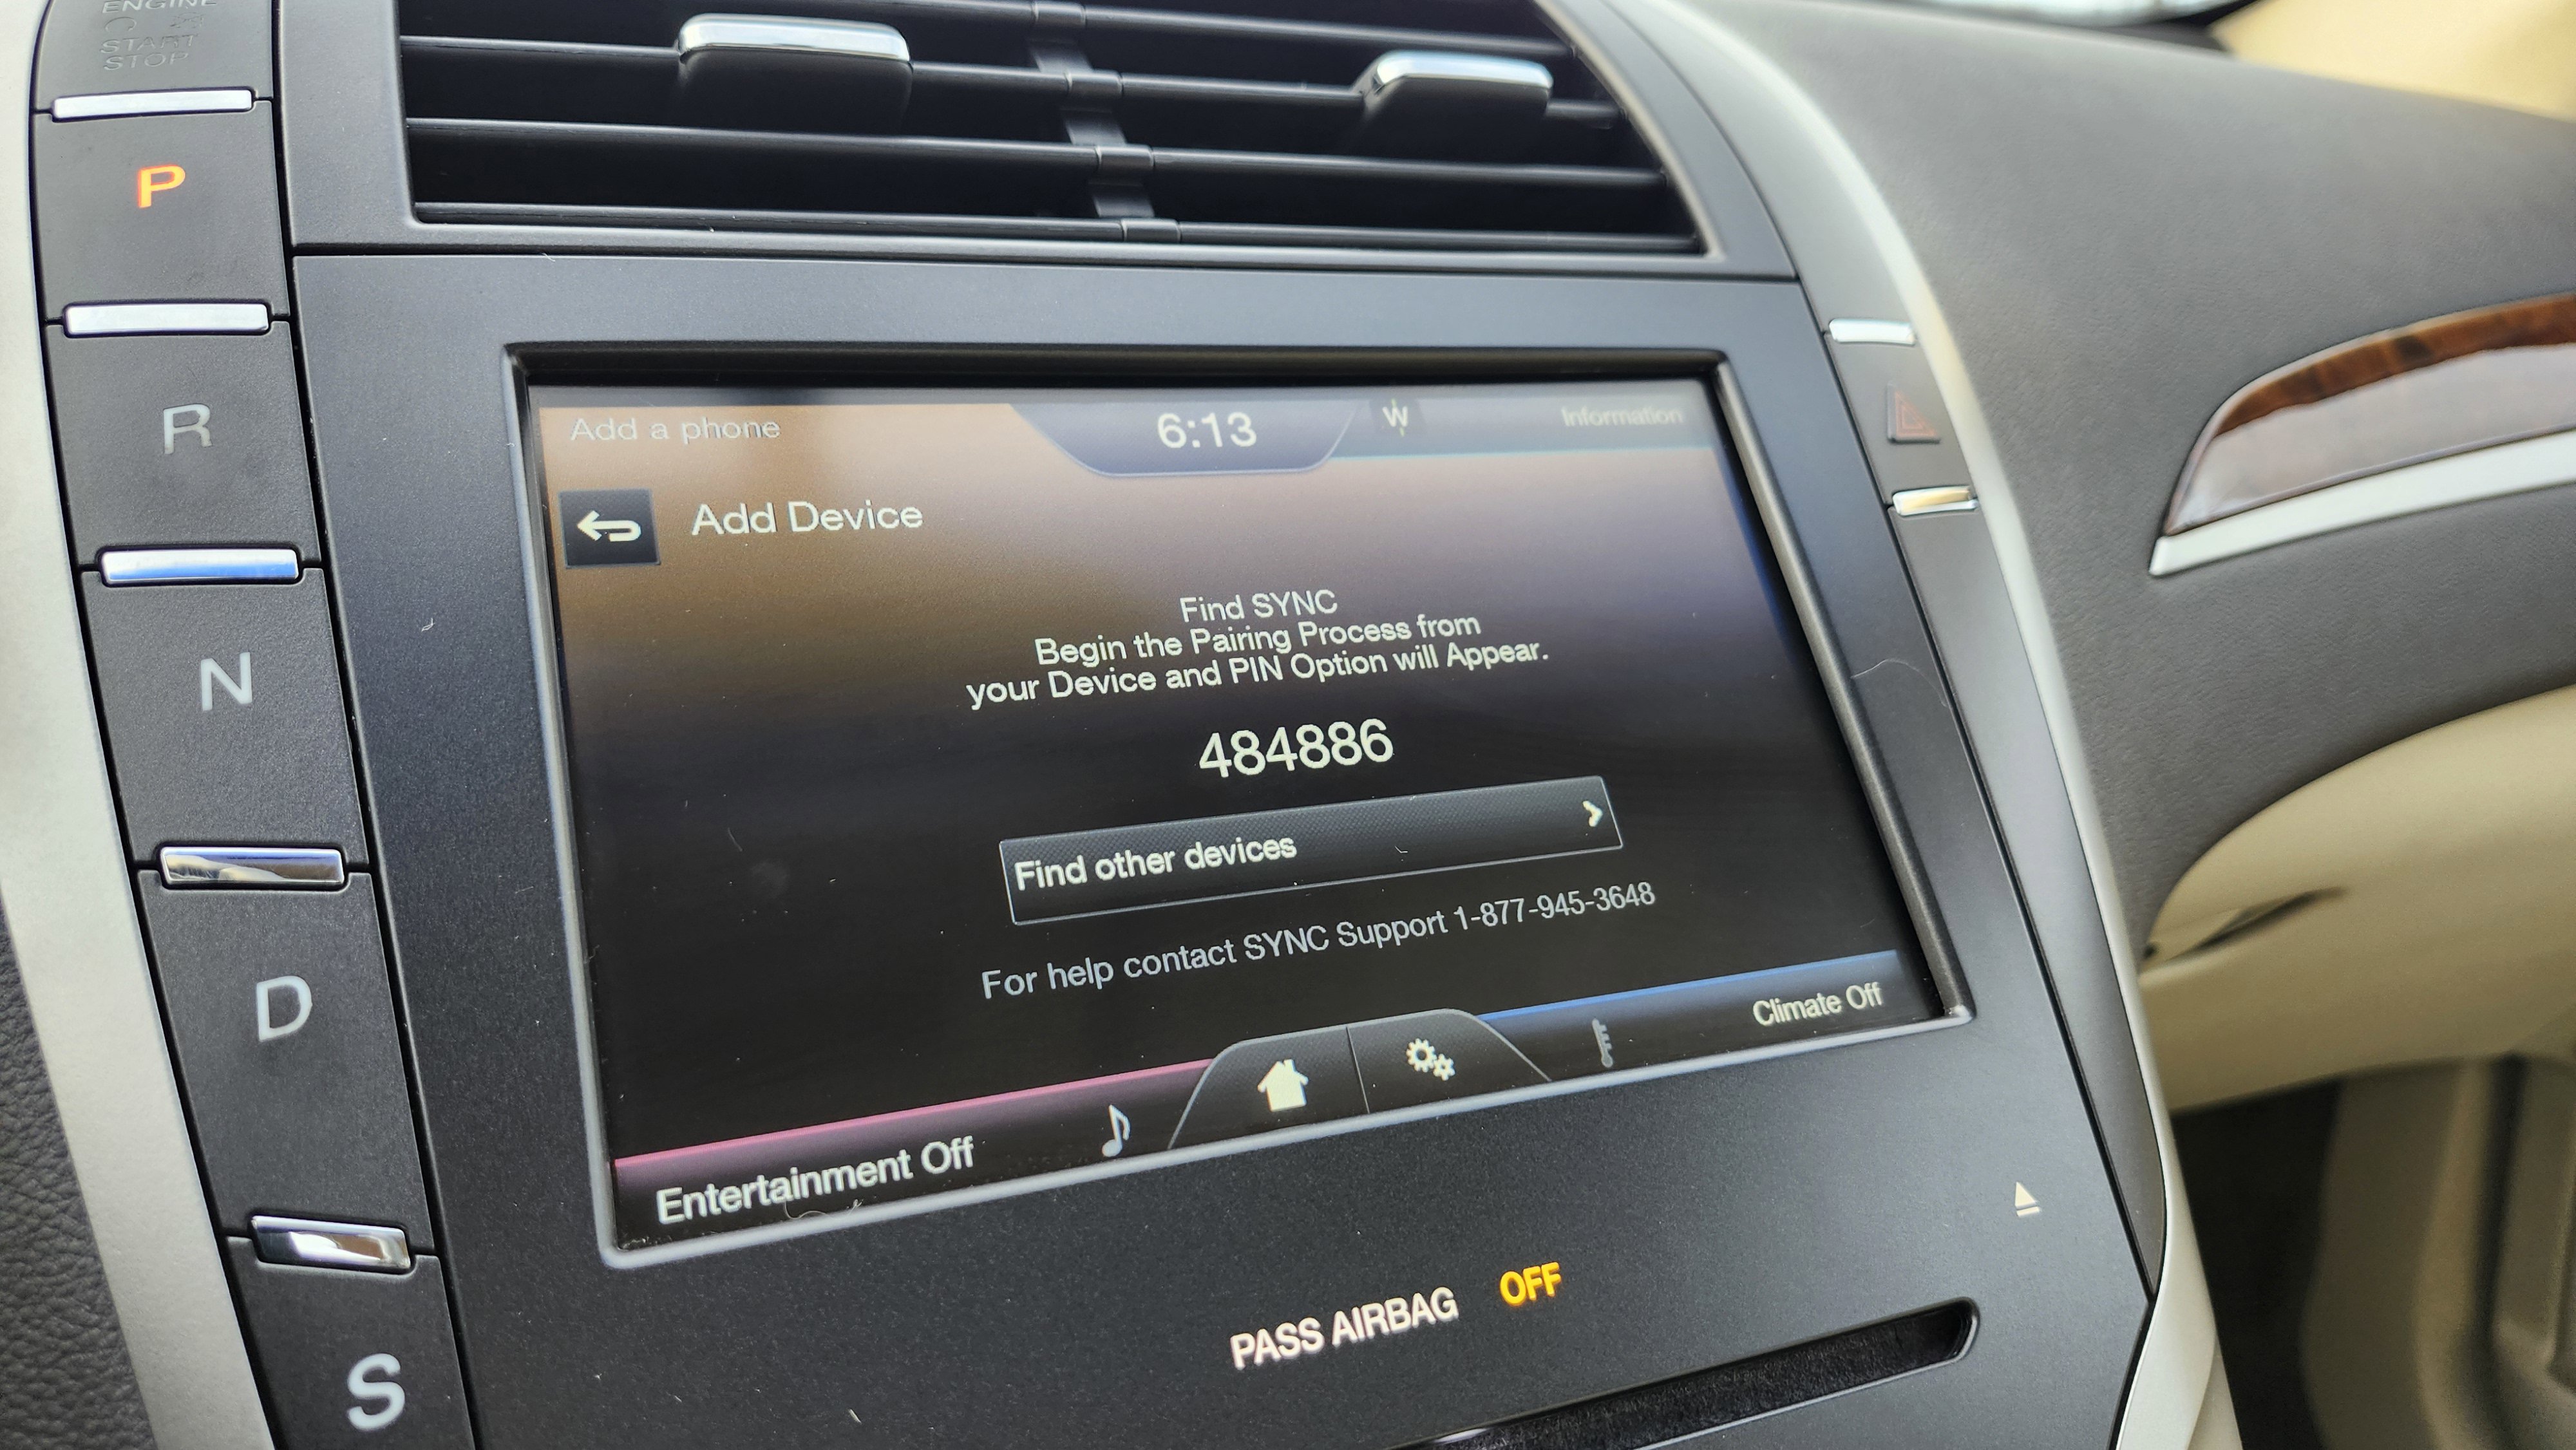 ENGINE
START
STOP
P
R
N
D
S
Add a phone
6:13
W
Information
Add Device
Find SYNC
Begin the Pairing Process from
your Device and PIN Option will Appear.
484886
Find other devices
For help contact SYNC Support 1-877-945-3648
Entertainment Off
Climate Off
PASS AIRBAG OFF